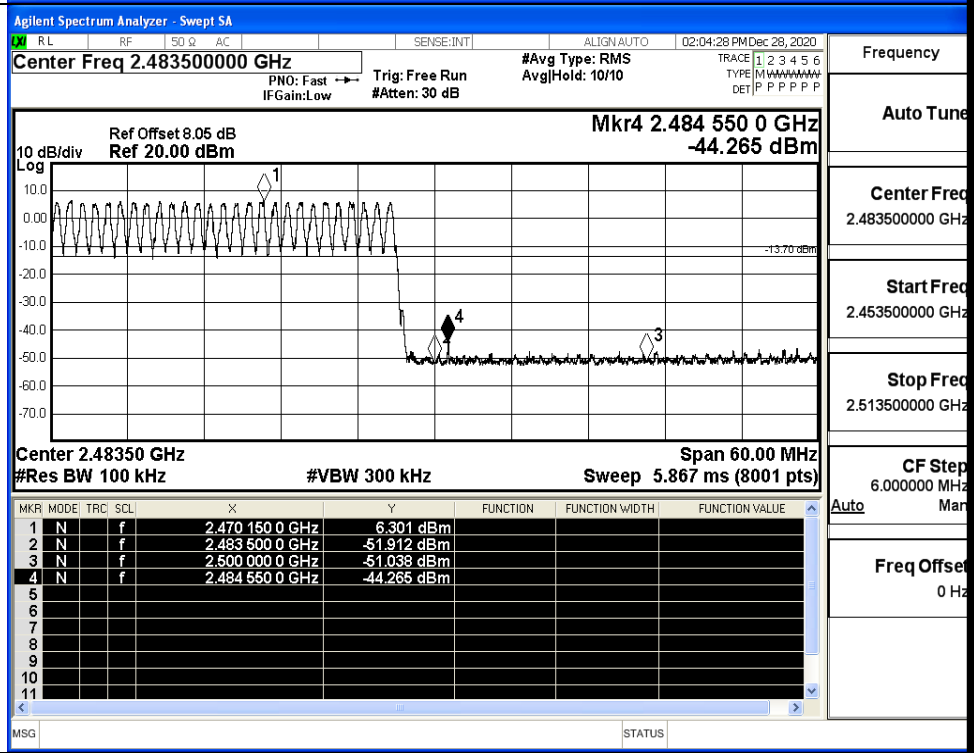 Agilent Spectrum Analyzer - Swept SA
LXI RL RF 50 Ω AC SENSE:INT ALIGN AUTO 02:04:28 PM Dec 28, 2020
Center Freq 2.483500000 GHz
PNO: Fast
IFGain:Low
Trig: Free Run
#Atten: 30 dB
#Avg Type: RMS
Avg|Hold: 10/10
TRACE 1 2 3 4 5 6
TYPE M W W W W W
DET P P P P P P
Ref Offset 8.05 dB
10 dB/div Ref 20.00 dBm
Log
Mkr4 2.484 550 0 GHz
-44.265 dBm
1
10.0
0.00
-10.0
-13.70 dBm
-20.0
-30.0
-40.0
-50.0
-60.0
-70.0
4
3
Center 2.48350 GHz Span 60.00 MHz
#Res BW 100 kHz #VBW 300 kHz Sweep 5.867 ms (8001 pts)
MKR MODE TRC SCL X Y FUNCTION FUNCTION WIDTH FUNCTION VALUE
1 N f 2.470 150 0 GHz 6.301 dBm
2 N f 2.483 500 0 GHz -51.912 dBm
3 N f 2.500 000 0 GHz -51.038 dBm
4 N f 2.484 550 0 GHz -44.265 dBm
5
6
7
8
9
10
11
MSG STATUS
Frequency
Auto Tune
Center Freq
2.483500000 GHz
Start Freq
2.453500000 GHz
Stop Freq
2.513500000 GHz
CF Step
6.000000 MHz
Auto Man
Freq Offset
0 Hz